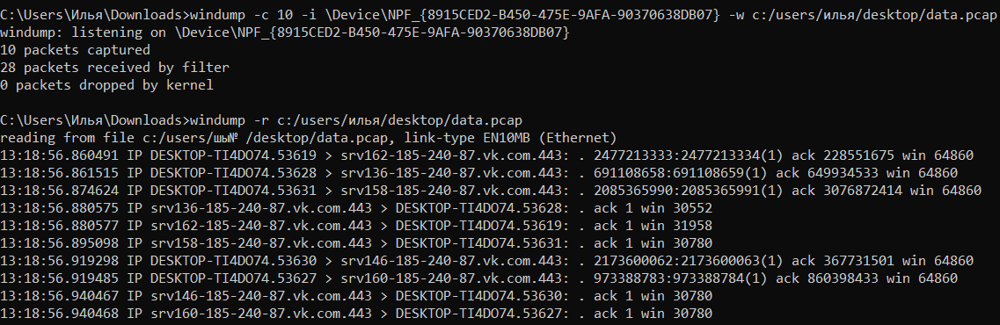 C:\Users\Илья\Downloads>windump -c 10 -i \Device\NPF_{8915CED2-B450-475E-9AFA-90370638DB07} -w c:/users/илья/desktop/data.pcap
windump: listening on \Device\NPF_{8915CED2-B450-475E-9AFA-90370638DB07}
10 packets captured
28 packets received by filter
0 packets dropped by kernel
C:\Users\Илья\Downloads>windump -r c:/users/илья/desktop/data.pcap
reading from file c:/users/шы№ /desktop/data.pcap, link-type EN10MB (Ethernet)
13:18:56.860491 IP DESKTOP-TI4DO74.53619 > srv162-185-240-87.vk.com.443: . 2477213333:2477213334(1) ack 228551675 win 64860
13:18:56.861515 IP DESKTOP-TI4DO74.53628 > srv136-185-240-87.vk.com.443: . 691108658:691108659(1) ack 649934533 win 64860
13:18:56.874624 IP DESKTOP-TI4DO74.53631 > srv158-185-240-87.vk.com.443: . 2085365990:2085365991(1) ack 3076872414 win 64860
13:18:56.880575 IP srv136-185-240-87.vk.com.443 > DESKTOP-TI4DO74.53628: . ack 1 win 30552
13:18:56.880577 IP srv162-185-240-87.vk.com.443 > DESKTOP-TI4DO74.53619: . ack 1 win 31958
13:18:56.895098 IP srv158-185-240-87.vk.com.443 > DESKTOP-TI4DO74.53631: . ack 1 win 30780
13:18:56.919298 IP DESKTOP-TI4DO74.53630 > srv146-185-240-87.vk.com.443: . 2173600062:2173600063(1) ack 367731501 win 64860
13:18:56.919485 IP DESKTOP-TI4DO74.53627 > srv160-185-240-87.vk.com.443: . 973388783:973388784(1) ack 860398433 win 64860
13:18:56.940467 IP srv146-185-240-87.vk.com.443 > DESKTOP-TI4DO74.53630: . ack 1 win 30780
13:18:56.940468 IP srv160-185-240-87.vk.com.443 > DESKTOP-TI4DO74.53627: . ack 1 win 30780